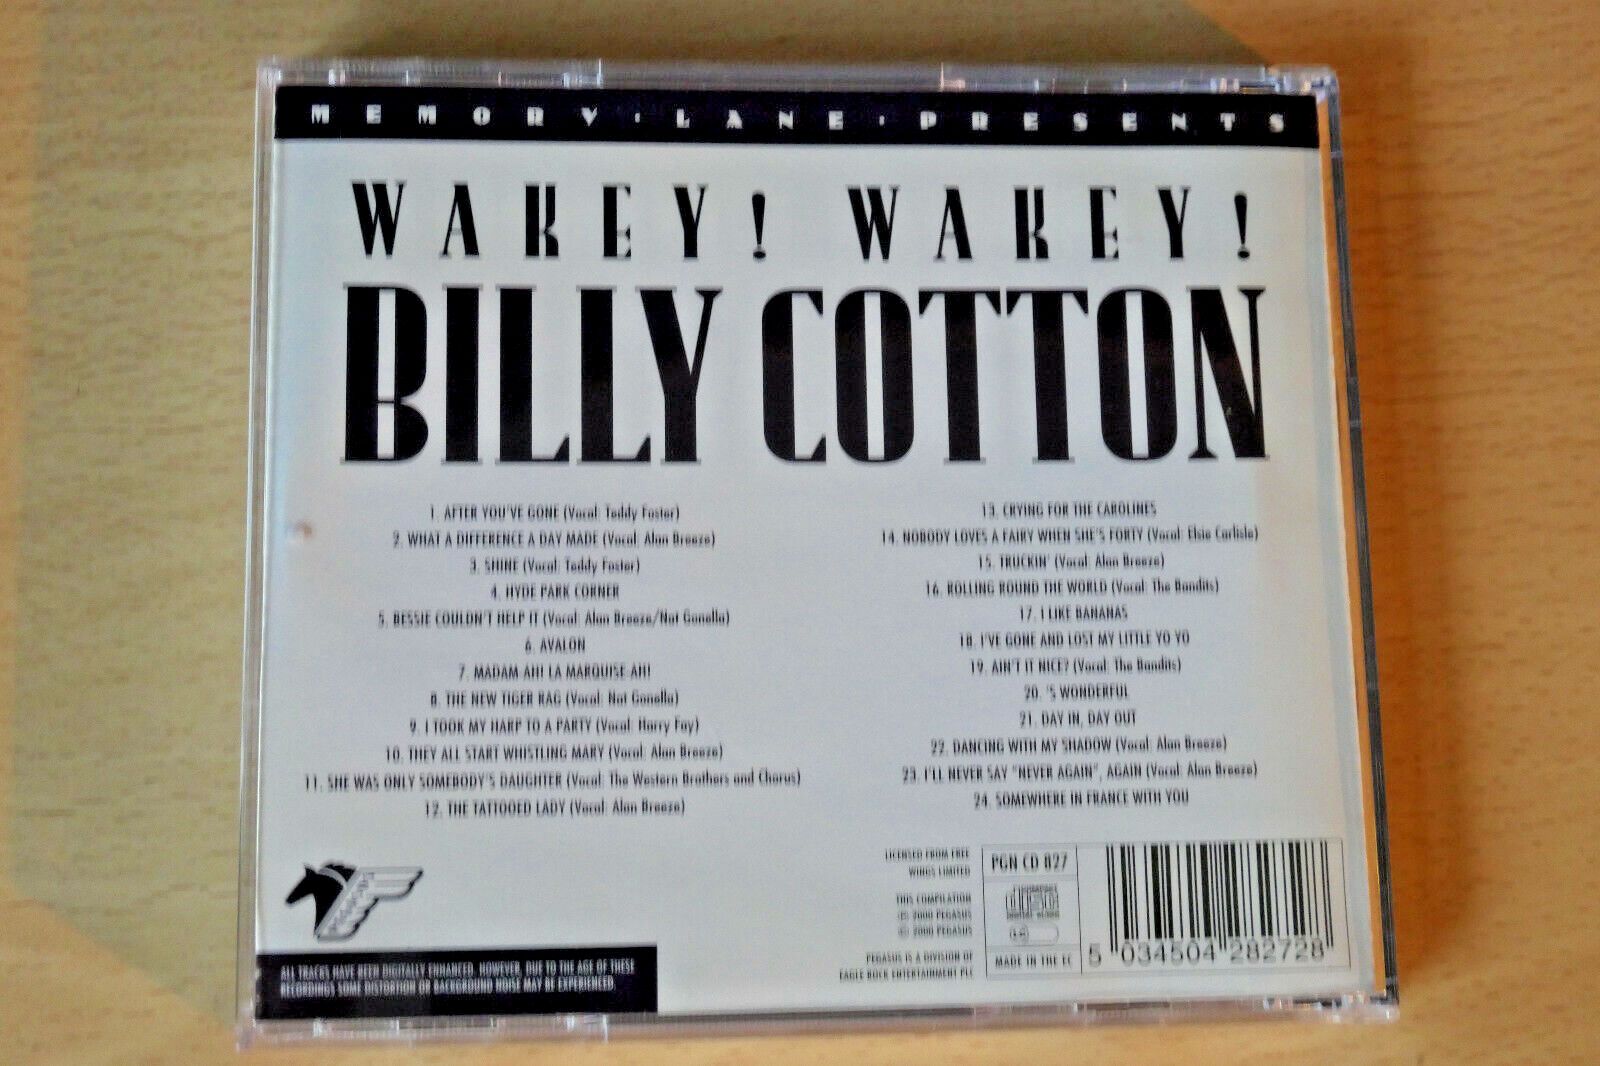 MEMORY · LANE · PRESENTS
WAKEY! WAKEY!
BILLY COTTON
1. AFTER YOU'VE GONE (Vocal: Teddy Foster)
2. WHAT A DIFFERENCE A DAY MADE (Vocal: Alan Breeze)
3. SHINE (Vocal: Teddy Foster)
4. HYDE PARK CORNER
5. BESSIE COULDN'T HELP IT (Vocal: Alan Breeze/Nat Gonella)
6. AVALON
7. MADAM AH! LA MARQUISE AH!
8. THE NEW TIGER RAG (Vocal: Nat Gonella)
9. I TOOK MY HARP TO A PARTY (Vocal: Harry Fay)
10. THEY ALL START WHISTLING MARY (Vocal: Alan Breeze)
11. SHE WAS ONLY SOMEBODY'S DAUGHTER (Vocal: The Western Brothers and Chorus)
12. THE TATTOOED LADY (Vocal: Alan Breeze)
13. CRYING FOR THE CAROLINES
14. NOBODY LOVES A FAIRY WHEN SHE'S FORTY (Vocal: Elsie Carlisle)
15. TRUCKIN' (Vocal: Alan Breeze)
16. ROLLING ROUND THE WORLD (Vocal: The Bandits)
17. I LIKE BANANAS
18. I'VE GONE AND LOST MY LITTLE YO YO
19. AIN'T IT NICE? (Vocal: The Bandits)
20. 'S WONDERFUL
21. DAY IN, DAY OUT
22. DANCING WITH MY SHADOW (Vocal: Alan Breeze)
23. I'LL NEVER SAY "NEVER AGAIN", AGAIN (Vocal: Alan Breeze)
24. SOMEWHERE IN FRANCE WITH YOU
PEGASUS
ALL TRACKS HAVE BEEN DIGITALLY ENHANCED, HOWEVER, DUE TO THE AGE OF THESE
RECORDINGS SOME DISTORTION OR BACKGROUND NOISE MAY BE EXPERIENCED.
LICENSED FROM FREE
WINGS LIMITED
THIS COMPILATION
℗ 2000 PEGASUS
© 2000 PEGASUS
PEGASUS IS A DIVISION OF
EAGLE ROCK ENTERTAINMENT PLC
PGN CD 827
COMPACT
disc
DIGITAL AUDIO
MADE IN THE EC
5 034504 282728